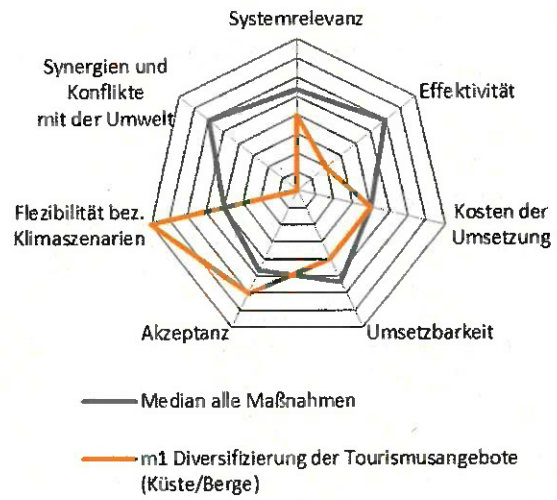 Systemrelevanz
Synergien und
Konflikte
mit der Umwelt
Effektivität
Flezibilität bez.
Klimaszenarien
Kosten der
Umsetzung
Akzeptanz
Umsetzbarkeit
Median alle Maßnahmen
m1 Diversifizierung der Tourismusangebote
(Küste/Berge)